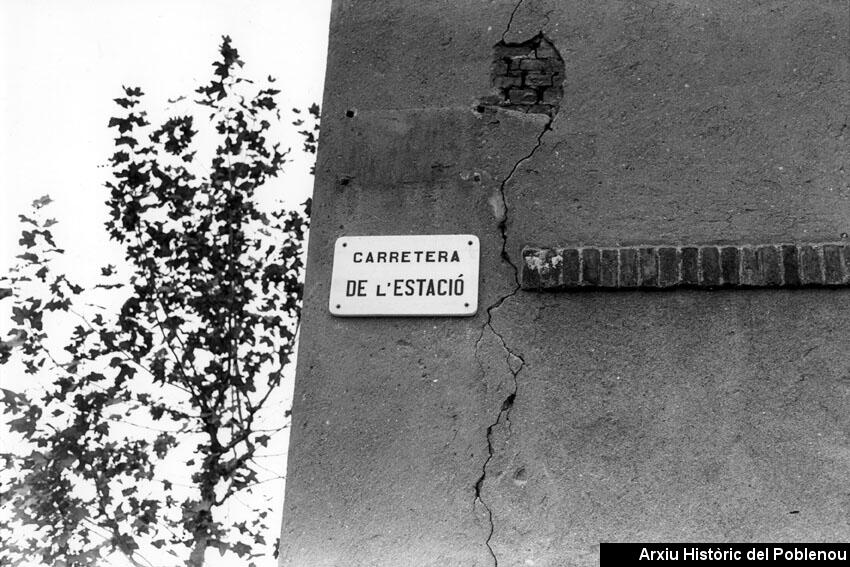 CARRETERA
DE L'ESTACIÓ
Arxiu Històric del Poblenou